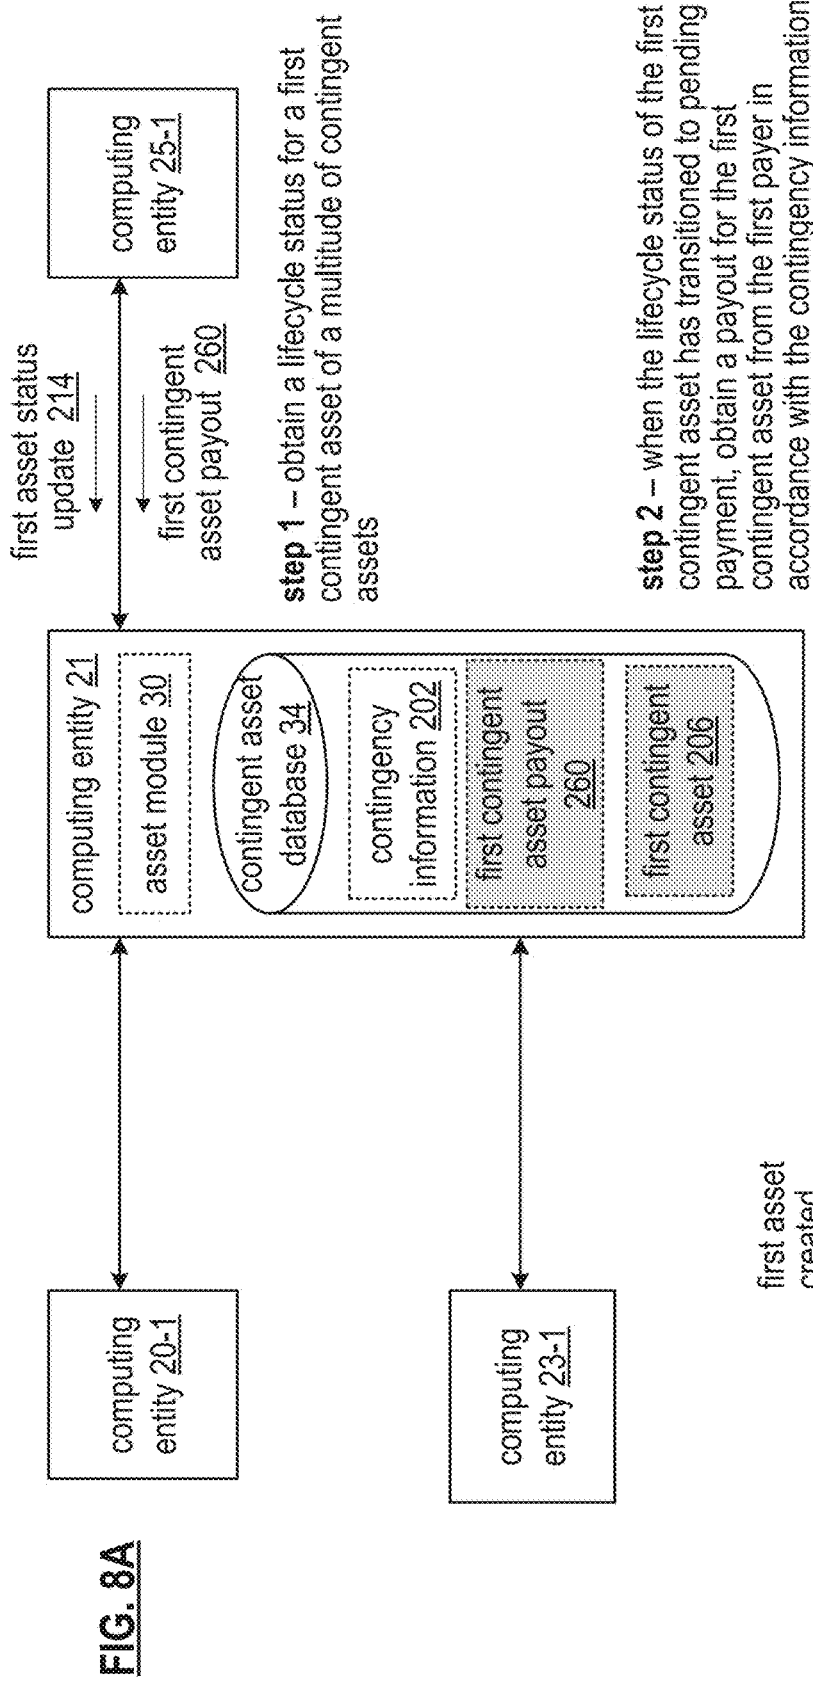 FIG. 8A
computing
entity 20-1
computing
entity 23-1
first asset
created
computing entity 21
asset module 30
contingent asset
database 34
contingency
information 202
first contingent
asset payout
260
first contingent
asset 206
first asset status
update 214
first contingent
asset payout 260
computing
entity 25-1
step 1 – obtain a lifecycle status for a first
contingent asset of a multitude of contingent
assets
step 2 – when the lifecycle status of the first
contingent asset has transitioned to pending
payment, obtain a payout for the first
contingent asset from the first payer in
accordance with the contingency information